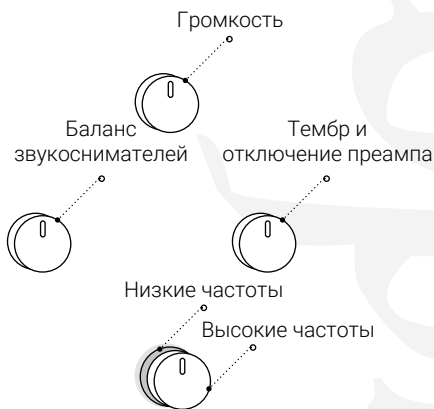 Громкость
Баланс
звукоснимателей
Тембр и
отключение преампа
Низкие частоты
Высокие частоты